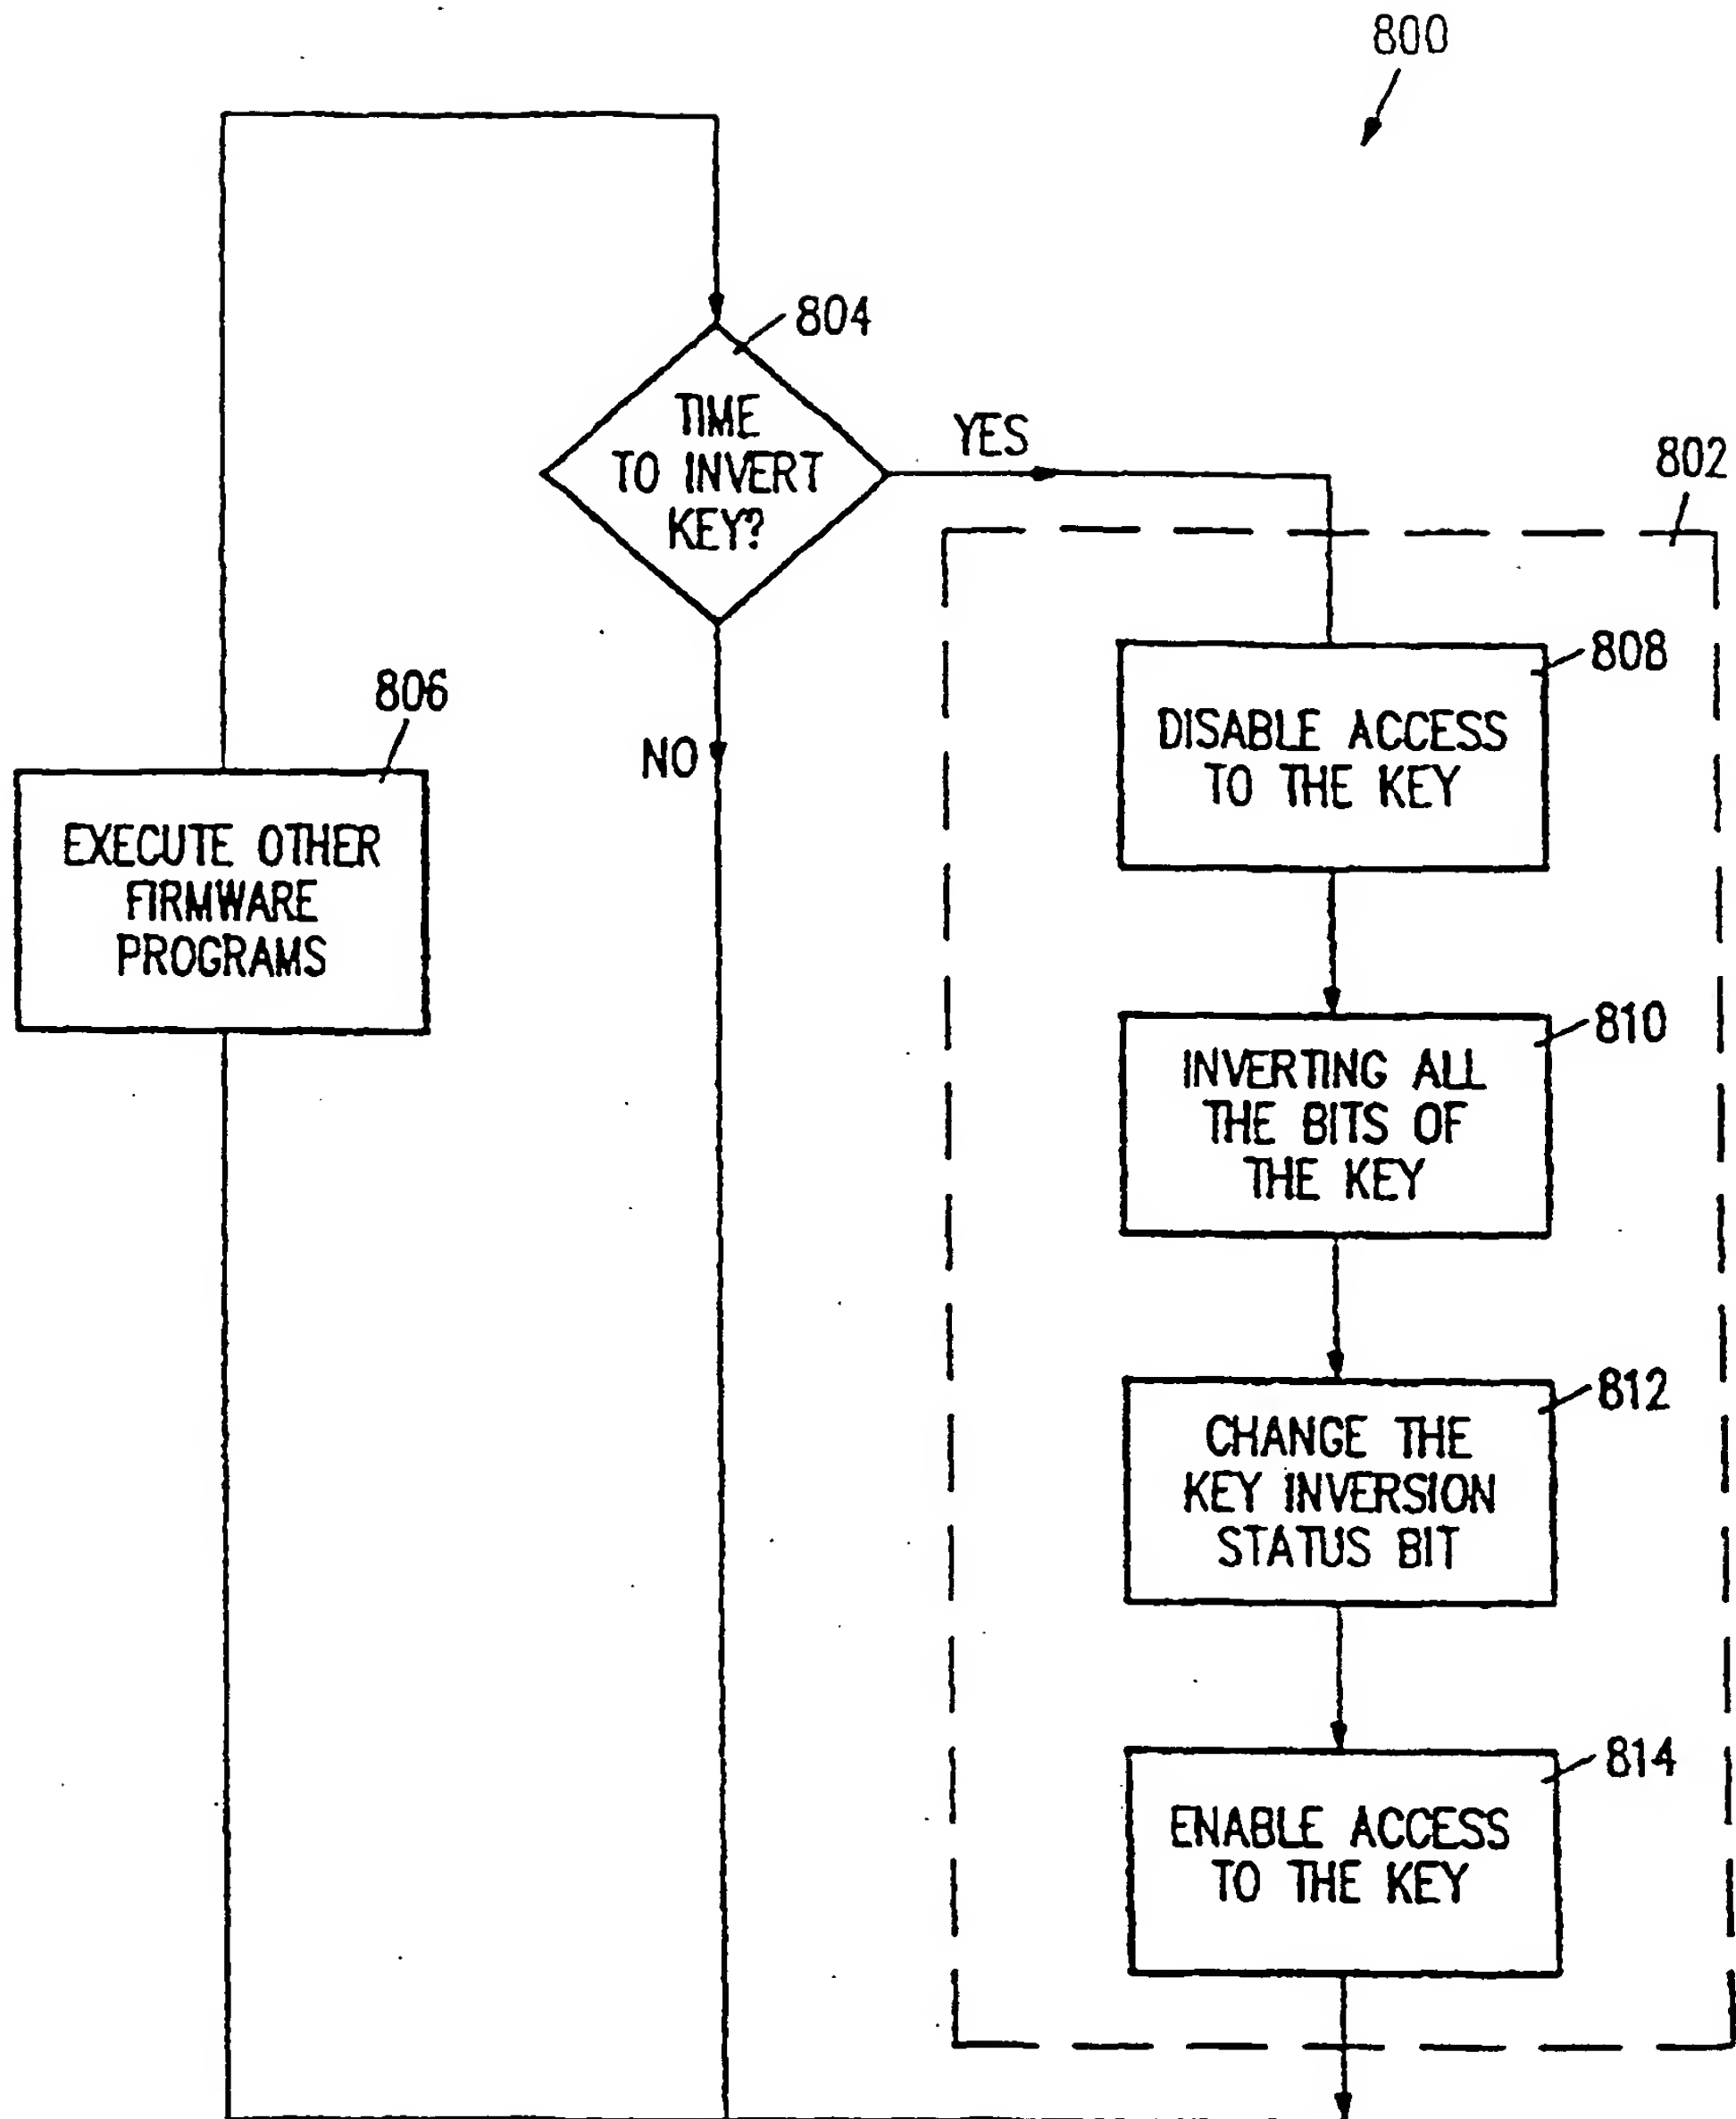 800
804
TIME
TO INVERT
KEY?
YES
802
NO
806
EXECUTE OTHER
FIRMWARE
PROGRAMS
808
DISABLE ACCESS
TO THE KEY
810
INVERTING ALL
THE BITS OF
THE KEY
812
CHANGE THE
KEY INVERSION
STATUS BIT
814
ENABLE ACCESS
TO THE KEY